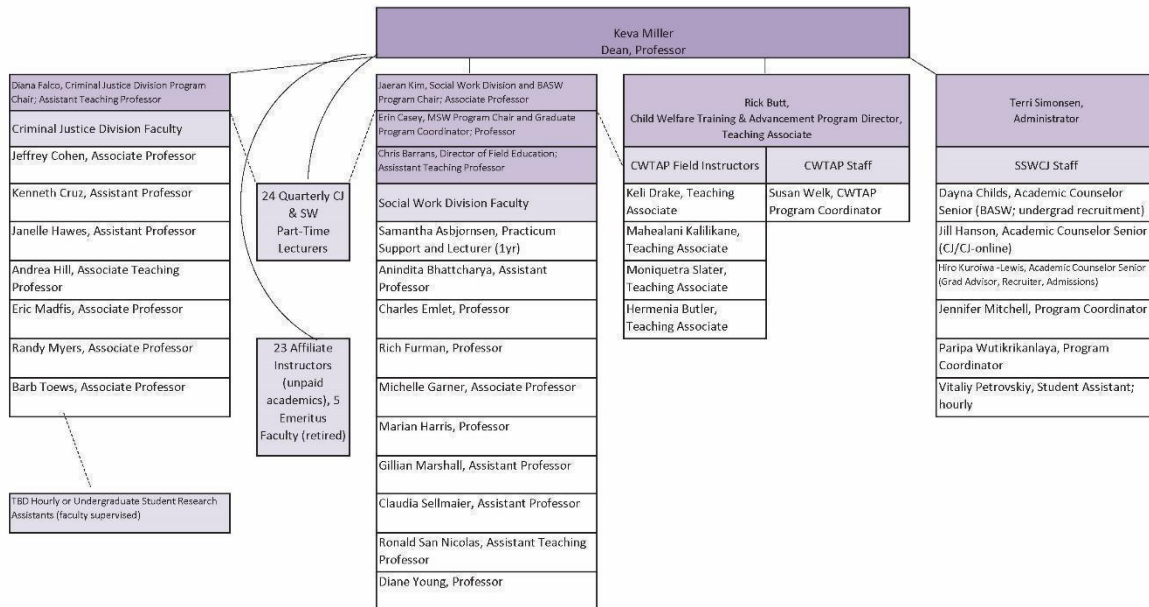 Keva Miller
Dean, Professor
Diana Falco, Criminal Justice Division Program
Chair; Assistant Teaching Professor
Criminal Justice Division Faculty
Jeffrey Cohen, Associate Professor
Kenneth Cruz, Assistant Professor
Janelle Hawes, Assistant Professor
Andrea Hill, Associate Teaching
Professor
Eric Madfis, Associate Professor
Randy Myers, Associate Professor
Barb Toews, Associate Professor
TBD Hourly or Undergraduate Student Research
Assistants (faculty supervised)
24 Quarterly CJ
& SW
Part-Time
Lecturers
23 Affiliate
Instructors
(unpaid
academics), 5
Emeritus
Faculty (retired)
Jaeran Kim, Social Work Division and BASW
Program Chair; Associate Professor
Erin Casey, MSW Program Chair and Graduate
Program Coordinator; Professor
Chris Barrans, Director of Field Education;
Assisstant Teaching Professor
Social Work Division Faculty
Samantha Asbjornsen, Practicum
Support and Lecturer (1yr)
Anindita Bhattcharya, Assistant
Professor
Charles Emlet, Professor
Rich Furman, Professor
Michelle Garner, Associate Professor
Marian Harris, Professor
Gillian Marshall, Assistant Professor
Claudia Sellmaier, Assistant Professor
Ronald San Nicolas, Assistant Teaching
Professor
Diane Young, Professor
Rick Butt,
Child Welfare Training & Advancement Program Director,
Teaching Associate
CWTAP Field Instructors
Keli Drake, Teaching
Associate
Mahealani Kalilikane,
Teaching Associate
Moniquetra Slater,
Teaching Associate
Hermenia Butler,
Teaching Associate
CWTAP Staff
Susan Welk, CWTAP
Program Coordinator
Terri Simonsen,
Administrator
SSWCJ Staff
Dayna Childs, Academic Counselor
Senior (BASW; undergrad recruitment)
Jill Hanson, Academic Counselor Senior
(CJ/CJ-online)
Hiro Kuroiwa -Lewis, Academic Counselor Senior
(Grad Advisor, Recruiter, Admissions)
Jennifer Mitchell, Program Coordinator
Paripa Wutikrikanlaya, Program
Coordinator
Vitaliy Petrovskiy, Student Assistant;
hourly